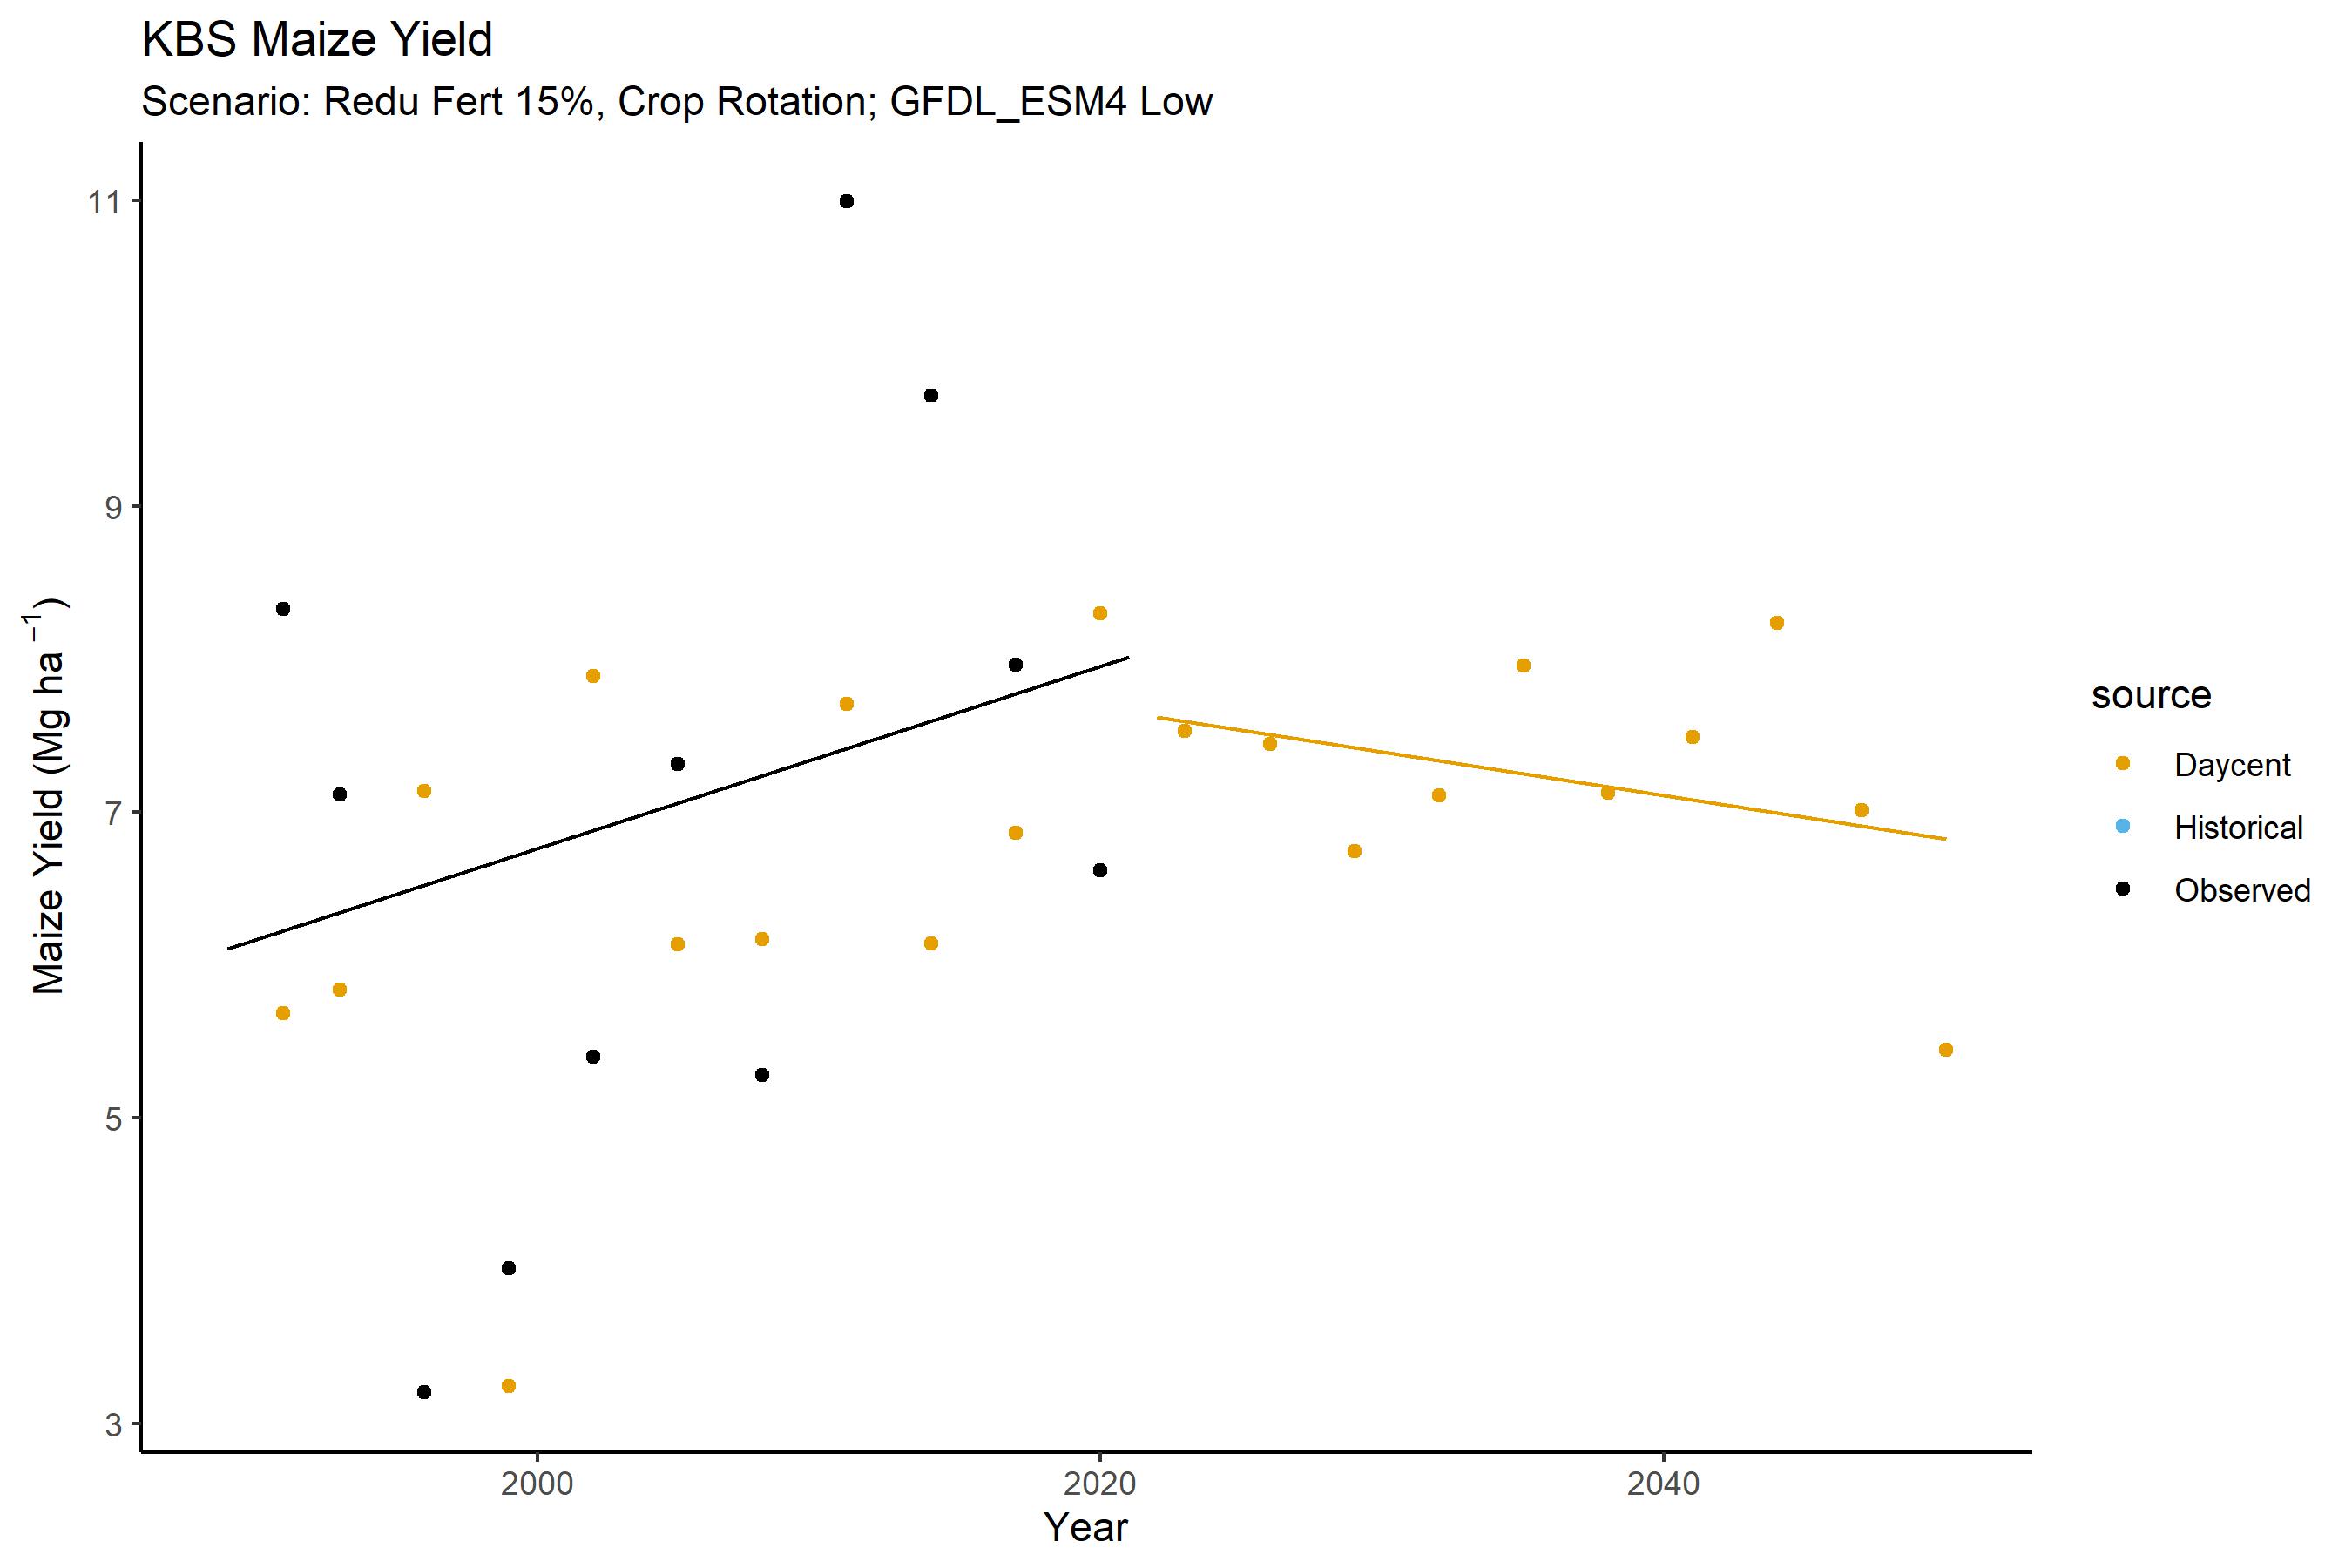 KBS Maize Yield
Scenario: Redu Fert 15%, Crop Rotation; GFDL_ESM4 Low
Maize Yield (Mg ha −1)
11
9
7
5
3
2000
2020
2040
Year
source
Daycent
Historical
Observed